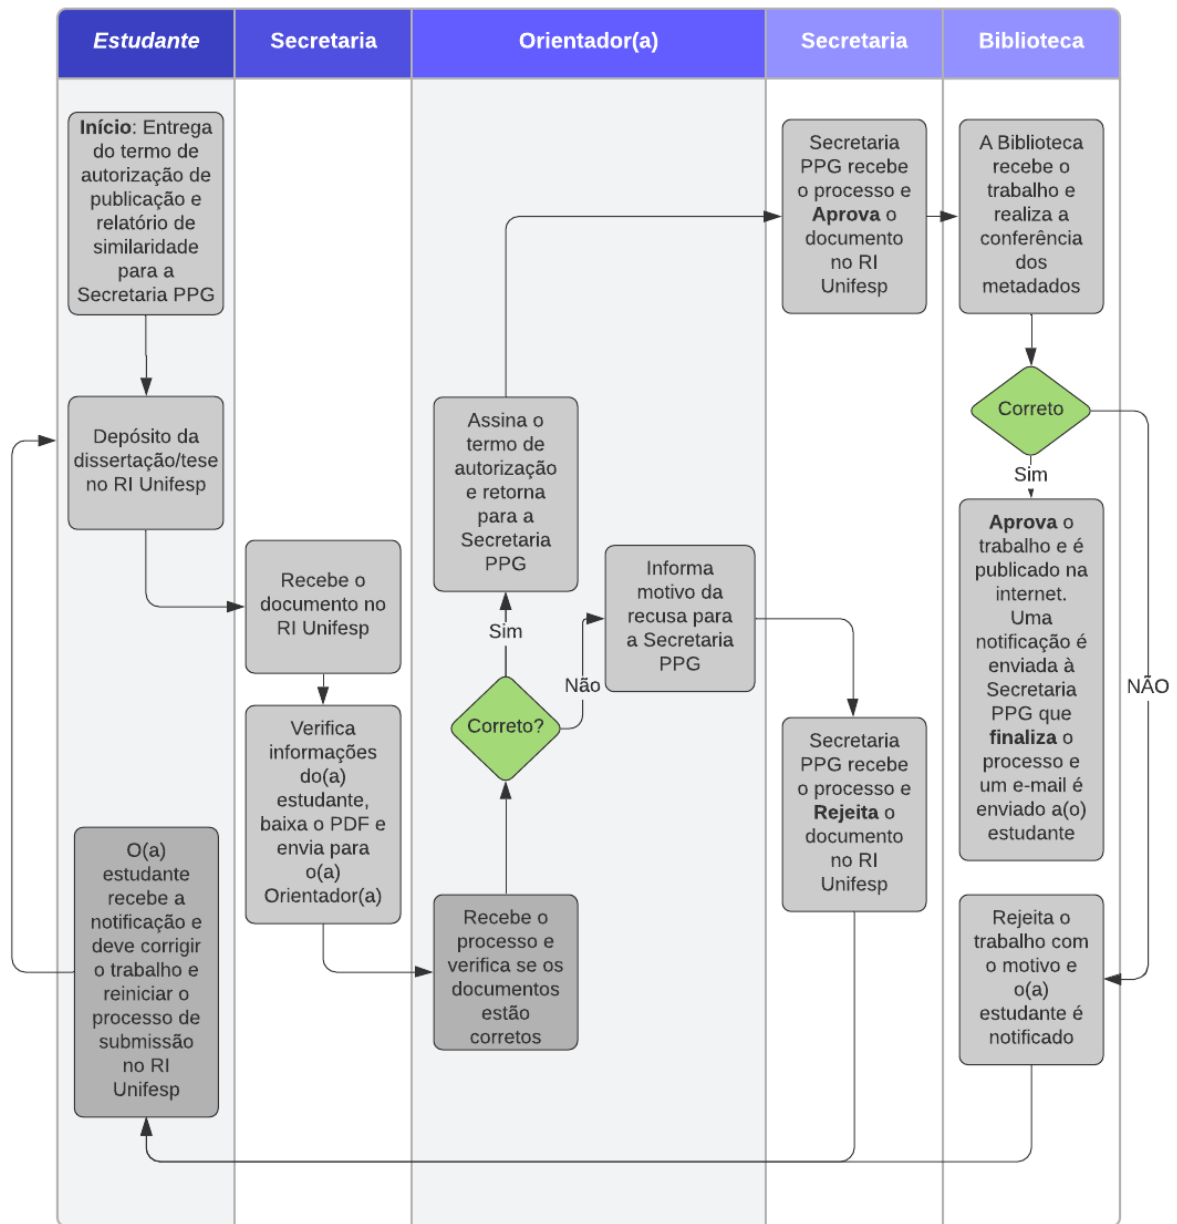 Estudante
Secretaria
Orientador(a)
Secretaria
Biblioteca
Início: Entrega
do termo de
autorização de
publicação e
relatório de
similaridade
para a
Secretaria PPG
Depósito da
dissertação/tese
no RI Unifesp
O(a)
estudante
recebe a
notificação e
deve corrigir
o trabalho e
reiniciar o
processo de
submissão
no RI
Unifesp
Recebe o
documento no
RI Unifesp
Verifica
informações
do(a)
estudante,
baixa o PDF e
envia para
o(a)
Orientador(a)
Assina o
termo de
autorização
e retorna
para a
Secretaria
PPG
Sim
Correto?
Não
Recebe o
processo e
verifica se os
documentos
estão
corretos
Informa
motivo da
recusa para
a Secretaria
PPG
Secretaria
PPG recebe
o processo e
Aprova o
documento
no RI
Unifesp
Secretaria
PPG recebe
o processo e
Rejeita o
documento
no RI
Unifesp
A Biblioteca
recebe o
trabalho e
realiza a
conferência
dos
metadados
Correto
Sim
NÃO
Aprova o
trabalho e é
publicado na
internet.
Uma
notificação é
enviada à
Secretaria
PPG que
finaliza o
processo e
um e-mail é
enviado a(o)
estudante
Rejeita o
trabalho com
o motivo e
o(a)
estudante é
notificado